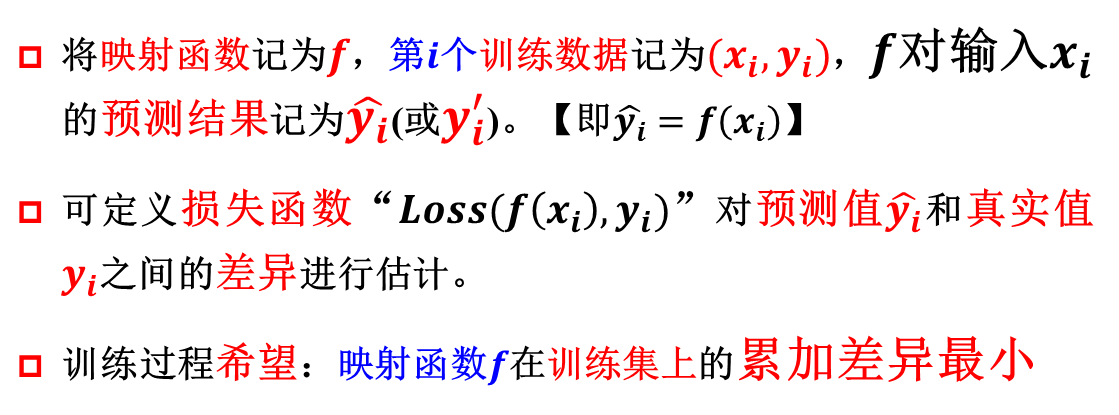 将映射函数记为f，第i个训练数据记为(xᵢ, yᵢ)，f对输入xᵢ
的预测结果记为ŷᵢ(或y′ᵢ)。【即ŷᵢ = f(xᵢ)】
可定义损失函数“Loss(f(xᵢ), yᵢ)”对预测值ŷᵢ和真实值
yᵢ之间的差异进行估计。
训练过程希望：映射函数f在训练集上的累加差异最小